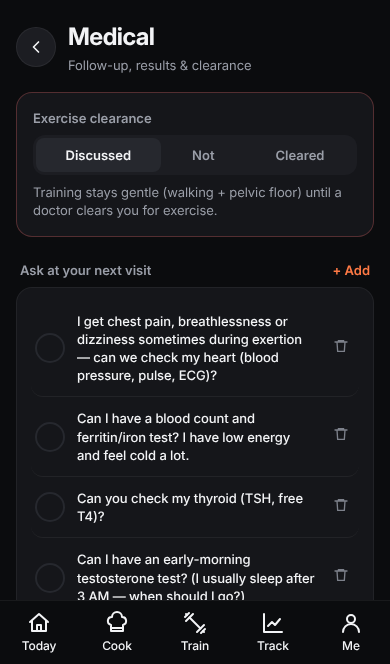 Medical
Follow-up, results & clearance
Exercise clearance
Discussed Not Cleared
Training stays gentle (walking + pelvic floor) until a
doctor clears you for exercise.
Ask at your next visit + Add
I get chest pain, breathlessness or
dizziness sometimes during exertion
— can we check my heart (blood
pressure, pulse, ECG)?
Can I have a blood count and
ferritin/iron test? I have low energy
and feel cold a lot.
Can you check my thyroid (TSH, free
T4)?
Can I have an early-morning
testosterone test? (I usually sleep after
3 AM — when should I go?)
Today Cook Train Track Me